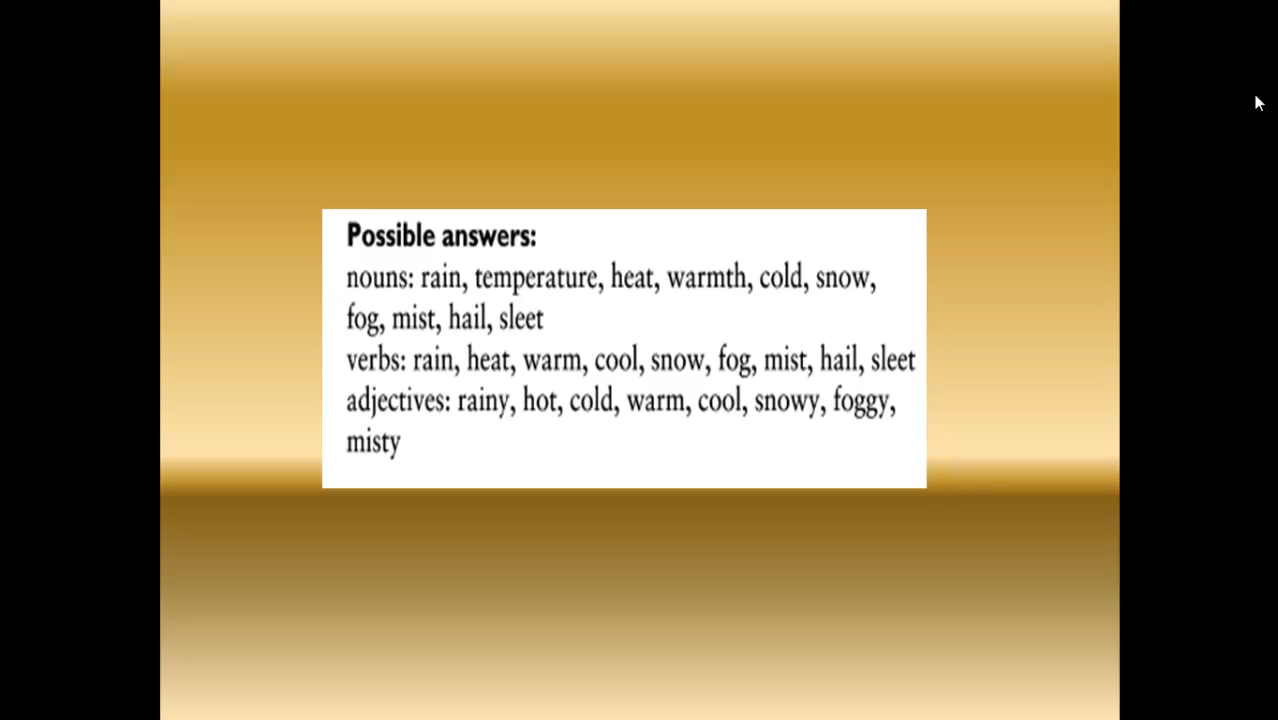 Possible answers:
nouns: rain, temperature, heat, warmth, cold, snow,
fog, mist, hail, sleet
verbs: rain, heat, warm, cool, snow, fog, mist, hail, sleet
adjectives: rainy, hot, cold, warm, cool, snowy, foggy,
misty